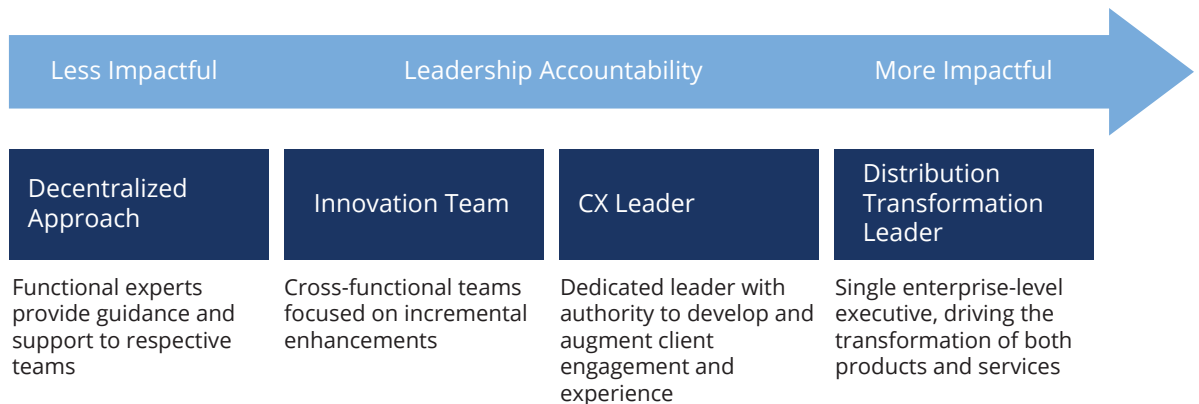 Less Impactful
Leadership Accountability
More Impactful
Decentralized
Approach
Functional experts
provide guidance and
support to respective
teams
Innovation Team
Cross-functional teams
focused on incremental
enhancements
CX Leader
Dedicated leader with
authority to develop and
augment client
engagement and
experience
Distribution
Transformation
Leader
Single enterprise-level
executive, driving the
transformation of both
products and services